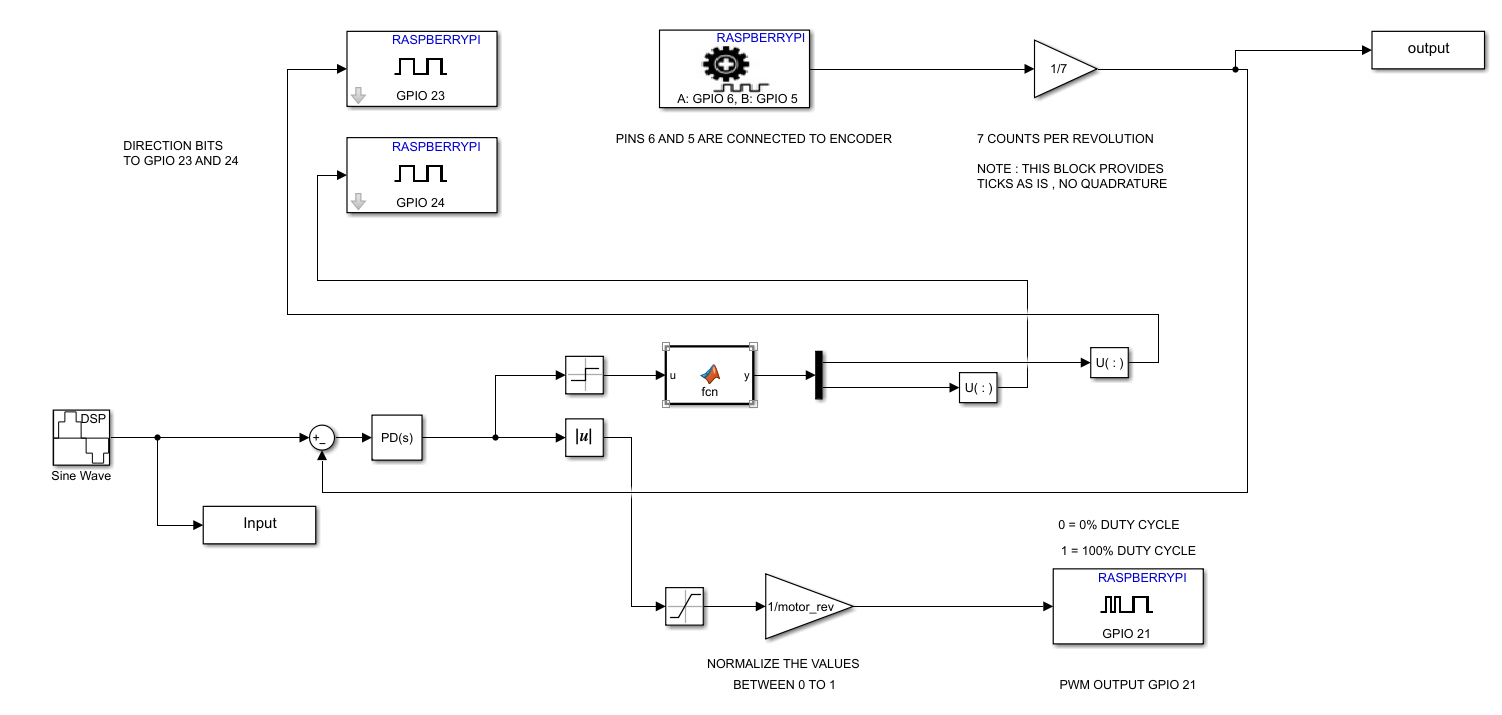 RASPBERRYPI
GPIO 23
RASPBERRYPI
A: GPIO 6, B: GPIO 5
1/7
output
DIRECTION BITS
TO GPIO 23 AND 24
RASPBERRYPI
GPIO 24
PINS 6 AND 5 ARE CONNECTED TO ENCODER
7 COUNTS PER REVOLUTION
NOTE : THIS BLOCK PROVIDES
TICKS AS IS , NO QUADRATURE
u
y
fcn
U( : )
U( : )
DSP
Sine Wave
+
−
PD(s)
|u|
Input
0 = 0% DUTY CYCLE
1 = 100% DUTY CYCLE
1/motor_rev
RASPBERRYPI
GPIO 21
NORMALIZE THE VALUES
BETWEEN 0 TO 1
PWM OUTPUT GPIO 21